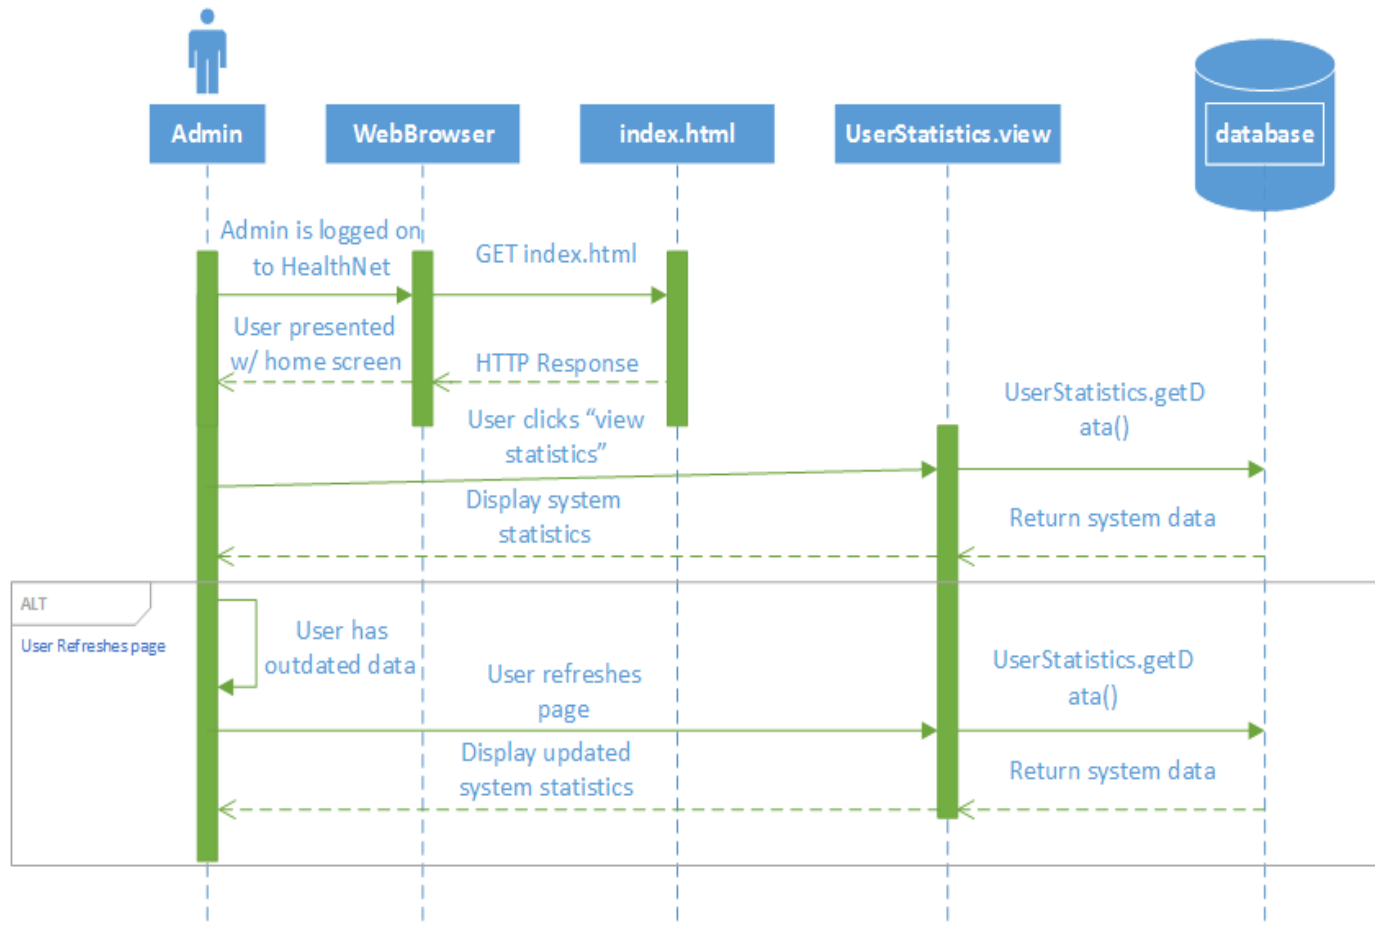 Admin
WebBrowser
index.html
UserStatistics.view
database
Admin is logged on
to HealthNet
GET index.html
User presented
w/ home screen
HTTP Response
User clicks “view
statistics”
UserStatistics.getD
ata()
Display system
statistics
Return system data
ALT
User Refreshes page
User has
outdated data
User refreshes
page
UserStatistics.getD
ata()
Display updated
system statistics
Return system data